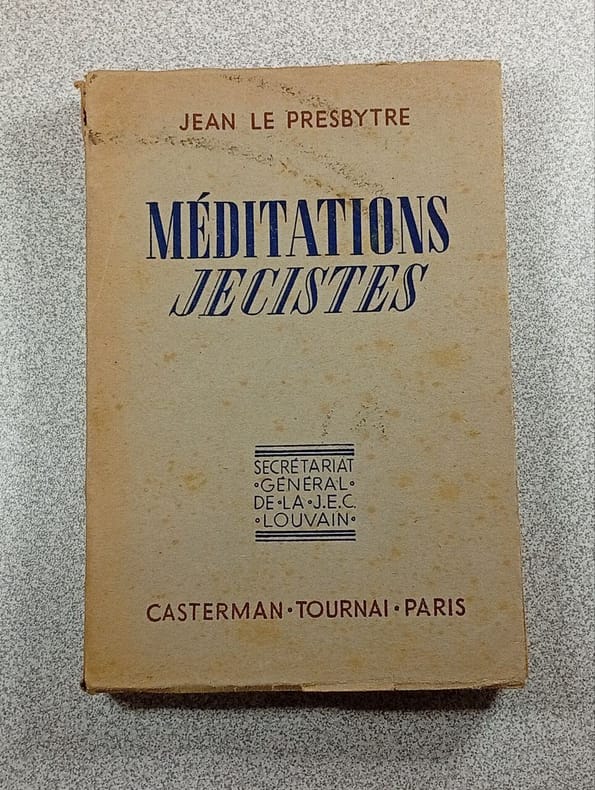 JEAN LE PRESBYTRE
MÉDITATIONS
JECISTES
SECRÉTARIAT
•GÉNÉRAL•
DE•LA•J.E.C.
•LOUVAIN•
CASTERMAN•TOURNAI•PARIS